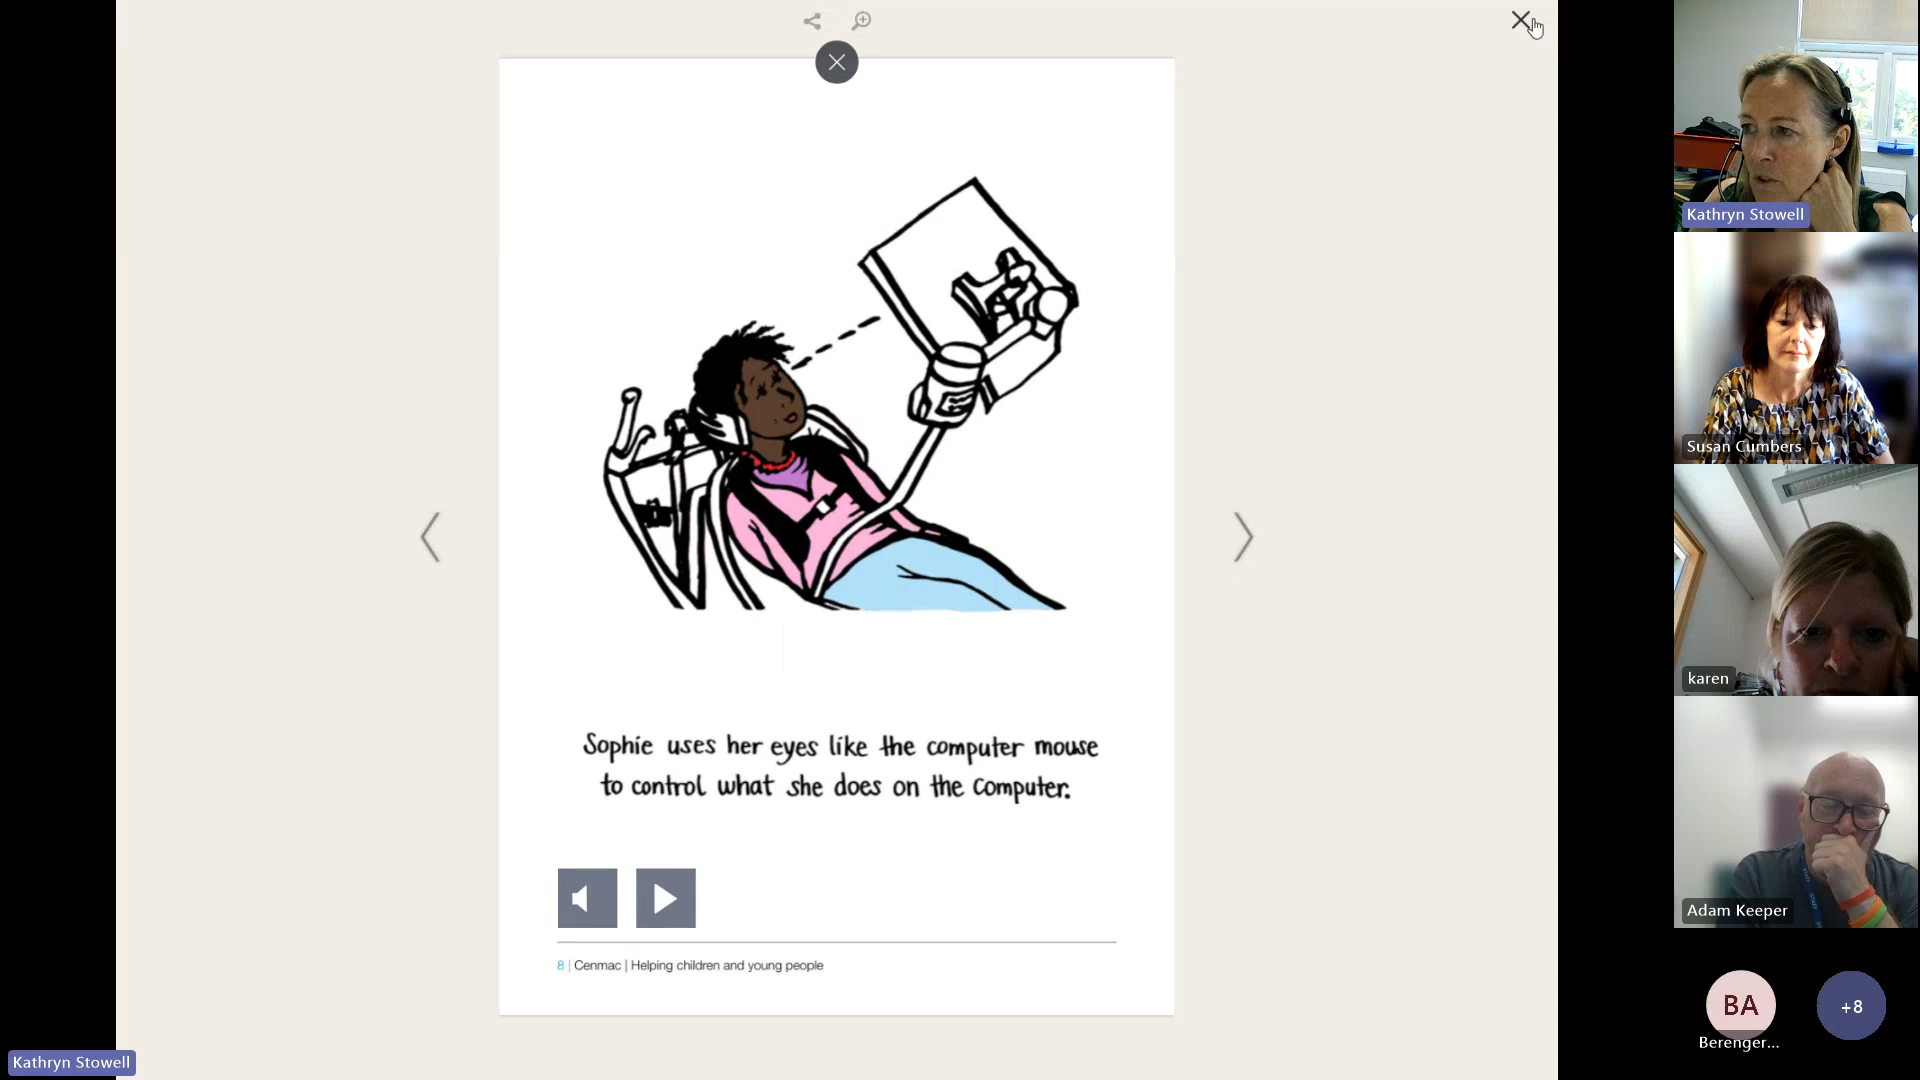 Sophie uses her eyes like the computer mouse
to control what she does on the computer.
8 | Cenmac | Helping children and young people
Kathryn Stowell
Kathryn Stowell
Susan Cumbers
karen
Adam Keeper
BA
+8
Berenger...